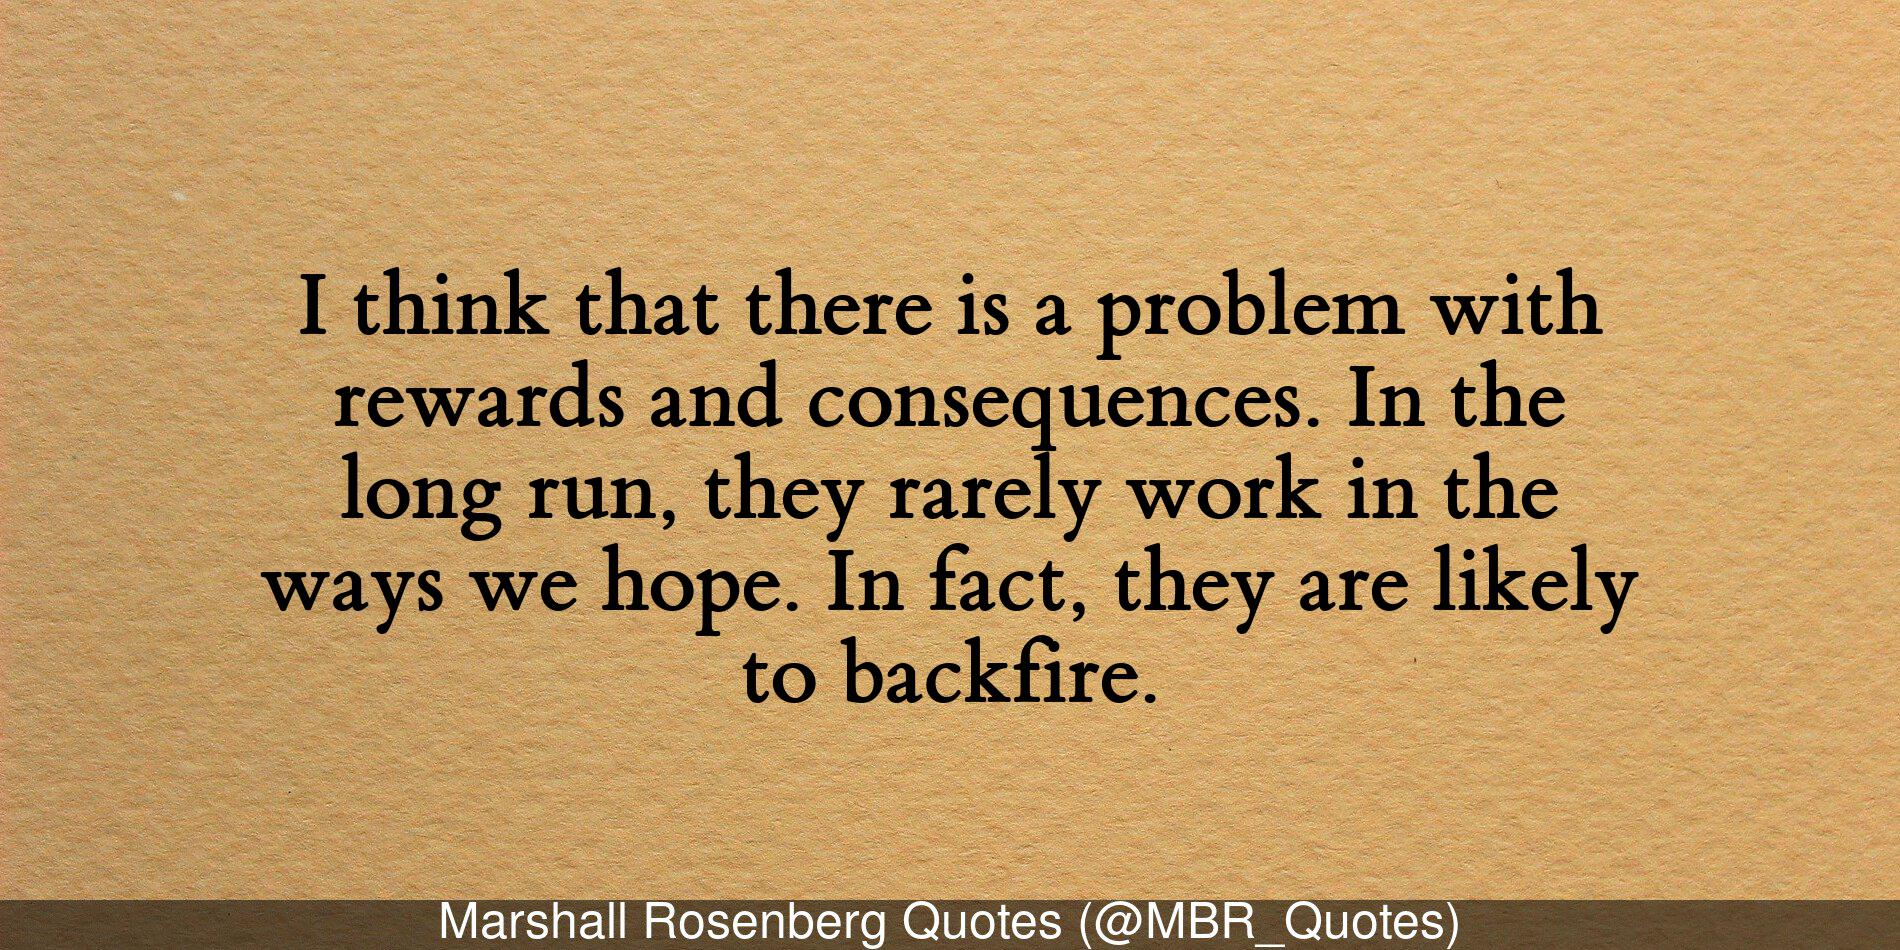 I think that there is a problem with
rewards and consequences. In the
long run, they rarely work in the
ways we hope. In fact, they are likely
to backfire.
Marshall Rosenberg Quotes (@MBR_Quotes)